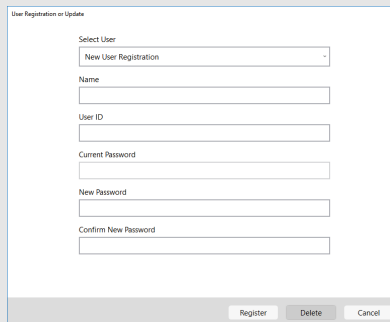 User Registration or Update
Select User
New User Registration
Name
User ID
Current Password
New Password
Confirm New Password
Register Delete Cancel